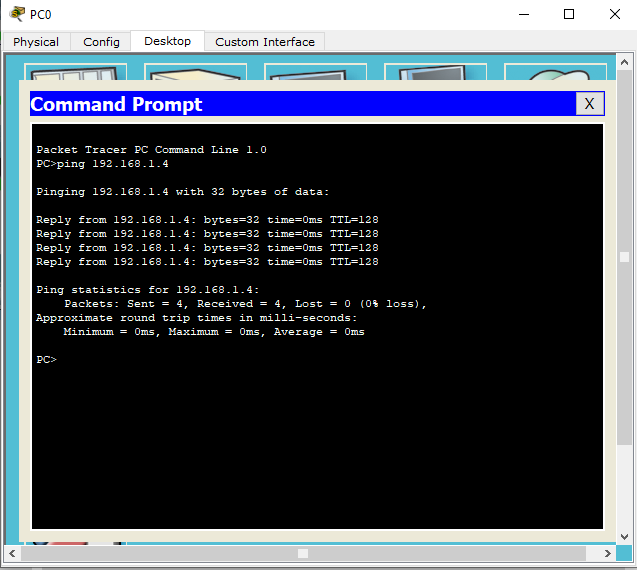 PC0
Physical Config Desktop Custom Interface
Command Prompt X
Packet Tracer PC Command Line 1.0
PC>ping 192.168.1.4
Pinging 192.168.1.4 with 32 bytes of data:
Reply from 192.168.1.4: bytes=32 time=0ms TTL=128
Reply from 192.168.1.4: bytes=32 time=0ms TTL=128
Reply from 192.168.1.4: bytes=32 time=0ms TTL=128
Reply from 192.168.1.4: bytes=32 time=0ms TTL=128
Ping statistics for 192.168.1.4:
Packets: Sent = 4, Received = 4, Lost = 0 (0% loss),
Approximate round trip times in milli-seconds:
Minimum = 0ms, Maximum = 0ms, Average = 0ms
PC>